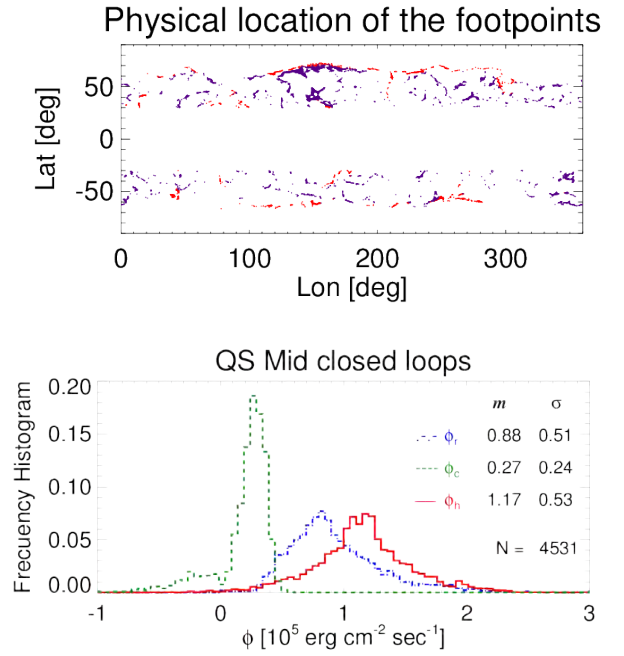 Physical location of the footpoints
Lat [deg]
50
0
-50
0 100 200 300
Lon [deg]
QS Mid closed loops
Frecuency Histogram
0.20
0.15
0.10
0.05
0.00
m σ
ϕr 0.88 0.51
ϕc 0.27 0.24
ϕh 1.17 0.53
N = 4531
-1 0 1 2 3
ϕ [10⁵ erg cm⁻² sec⁻¹]